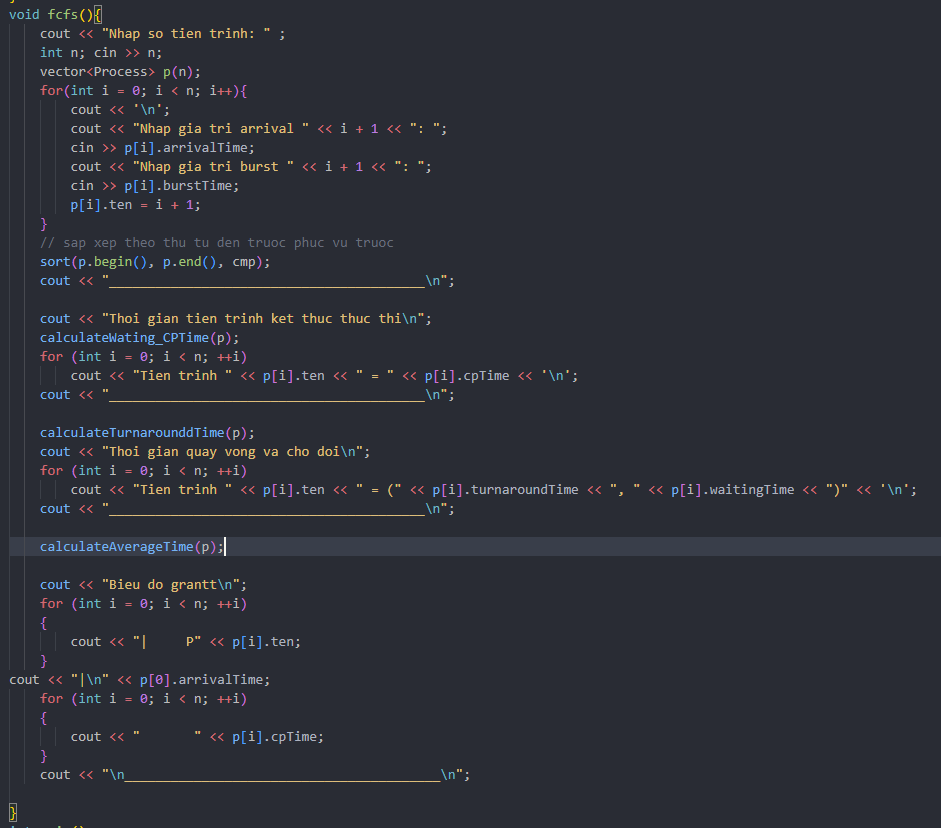 void fcfs(){
    cout << "Nhap so tien trinh: " ;
    int n; cin >> n;
    vector<Process> p(n);
    for(int i = 0; i < n; i++){
        cout << '\n';
        cout << "Nhap gia tri arrival " << i + 1 << ": ";
        cin >> p[i].arrivalTime;
        cout << "Nhap gia tri burst " << i + 1 << ": ";
        cin >> p[i].burstTime;
        p[i].ten = i + 1;
    }
    // sap xep theo thu tu den truoc phuc vu truoc
    sort(p.begin(), p.end(), cmp);
    cout << "_________________________________________\n";

    cout << "Thoi gian tien trinh ket thuc thuc thi\n";
    calculateWating_CPTime(p);
    for (int i = 0; i < n; ++i)
        cout << "Tien trinh " << p[i].ten << " = " << p[i].cpTime << '\n';
    cout << "_________________________________________\n";

    calculateTurnarounddTime(p);
    cout << "Thoi gian quay vong va cho doi\n";
    for (int i = 0; i < n; ++i)
        cout << "Tien trinh " << p[i].ten << " = (" << p[i].turnaroundTime << ", " << p[i].waitingTime << ")" << '\n';
    cout << "_________________________________________\n";

    calculateAverageTime(p);

    cout << "Bieu do grantt\n";
    for (int i = 0; i < n; ++i)
    {
        cout << "|     P" << p[i].ten;
    }
cout << "|\n" << p[0].arrivalTime;
    for (int i = 0; i < n; ++i)
    {
        cout << "       " << p[i].cpTime;
    }
    cout << "\n_________________________________________\n";

}